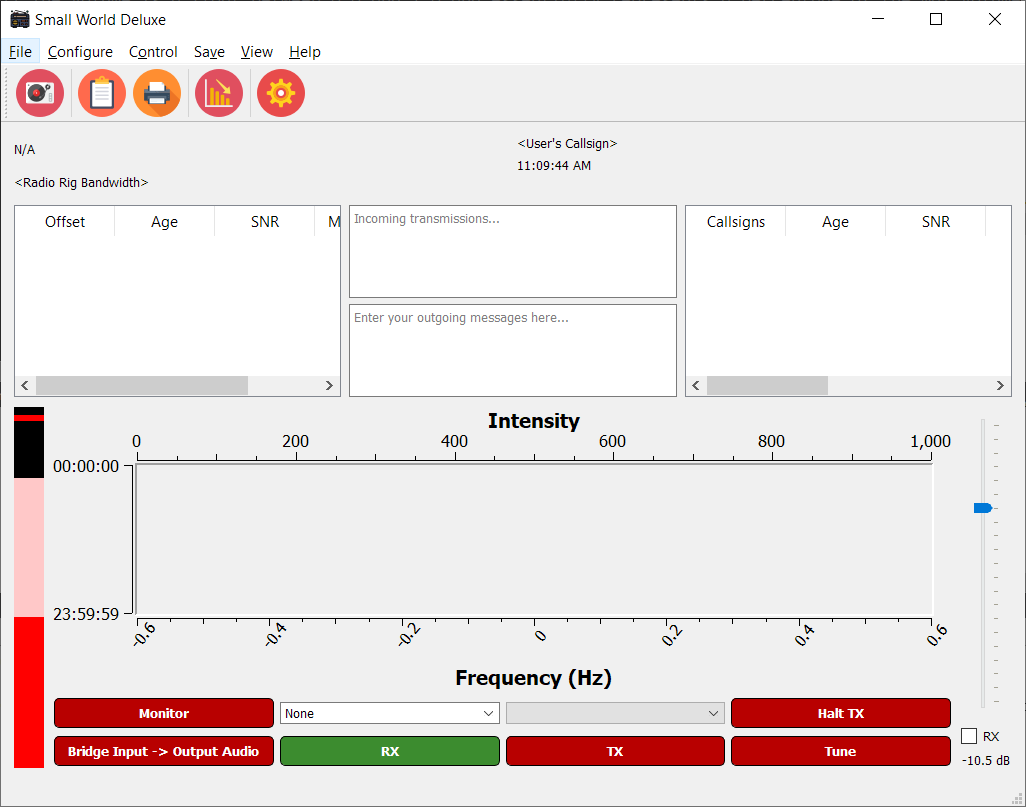 Small World Deluxe
File Configure Control Save View Help
N/A
<User's Callsign>
11:09:44 AM
<Radio Rig Bandwidth>
Offset Age SNR M
Incoming transmissions...
Callsigns Age SNR
Enter your outgoing messages here...
Intensity
0 200 400 600 800 1,000
00:00:00
23:59:59
-0.6 -0.4 -0.2 0 0.2 0.4 0.6
Frequency (Hz)
Monitor None Halt TX
RX
Bridge Input -> Output Audio RX TX Tune
-10.5 dB